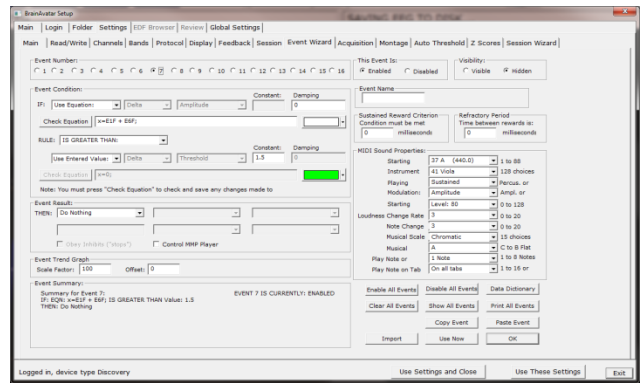 BrainAvatar Setup
SAVING EEG TO DISK
Main Login Folder Settings EDF Browser Review Global Settings
Main Read/Write Channels Bands Protocol Display Feedback Session Event Wizard Acquisition Montage Auto Threshold Z Scores Session Wizard
Event Number:
1 2 3 4 5 6 7 8 9 10 11 12 13 14 15 16
This Event Is:
Enabled Disabled
Visibility:
Visible Hidden
Event Condition:
Constant: Damping
IF: Use Equation: Delta Amplitude 0
Check Equation x=E1F + E6F;
RULE: IS GREATER THAN:
Constant: Damping
Use Entered Value: Delta Threshold 1.5 0
Check Equation x=0;
Note: You must press "Check Equation" to check and save any changes made to
Event Result:
THEN: Do Nothing
Obey Inhibits ("stops") Control MMP Player
Event Trend Graph
Scale Factor: 100 Offset: 0
Event Summary:
Summary for Event 7:
IF: EQN: x=E1F + E6F; IS GREATER THAN Value: 1.5
THEN: Do Nothing
EVENT 7 IS CURRENTLY: ENABLED
Event Name
Sustained Reward Criterion
Condition must be met
0 milliseconds
Refractory Period
Time between rewards is:
0 milliseconds
MIDI Sound Properties:
Starting 37 A (440.0) 1 to 88
Instrument 41 Viola 128 choices
Playing Sustained Percus. or
Modulation: Amplitude Ampl. or
Starting Level: 80 0 to 128
Loudness Change Rate 3 0 to 20
Note Change 3 0 to 20
Musical Scale Chromatic 15 choices
Musical A C to B Flat
Play Note or 1 Note 1 to 8 Notes
Play Note on Tab On all tabs 1 to 16 or
Enable All Events Disable All Events Data Dictionary
Clear All Events Show All Events Print All Events
Copy Event Paste Event
Import Use Now OK
Logged in, device type Discovery
Use Settings and Close Use These Settings Exit